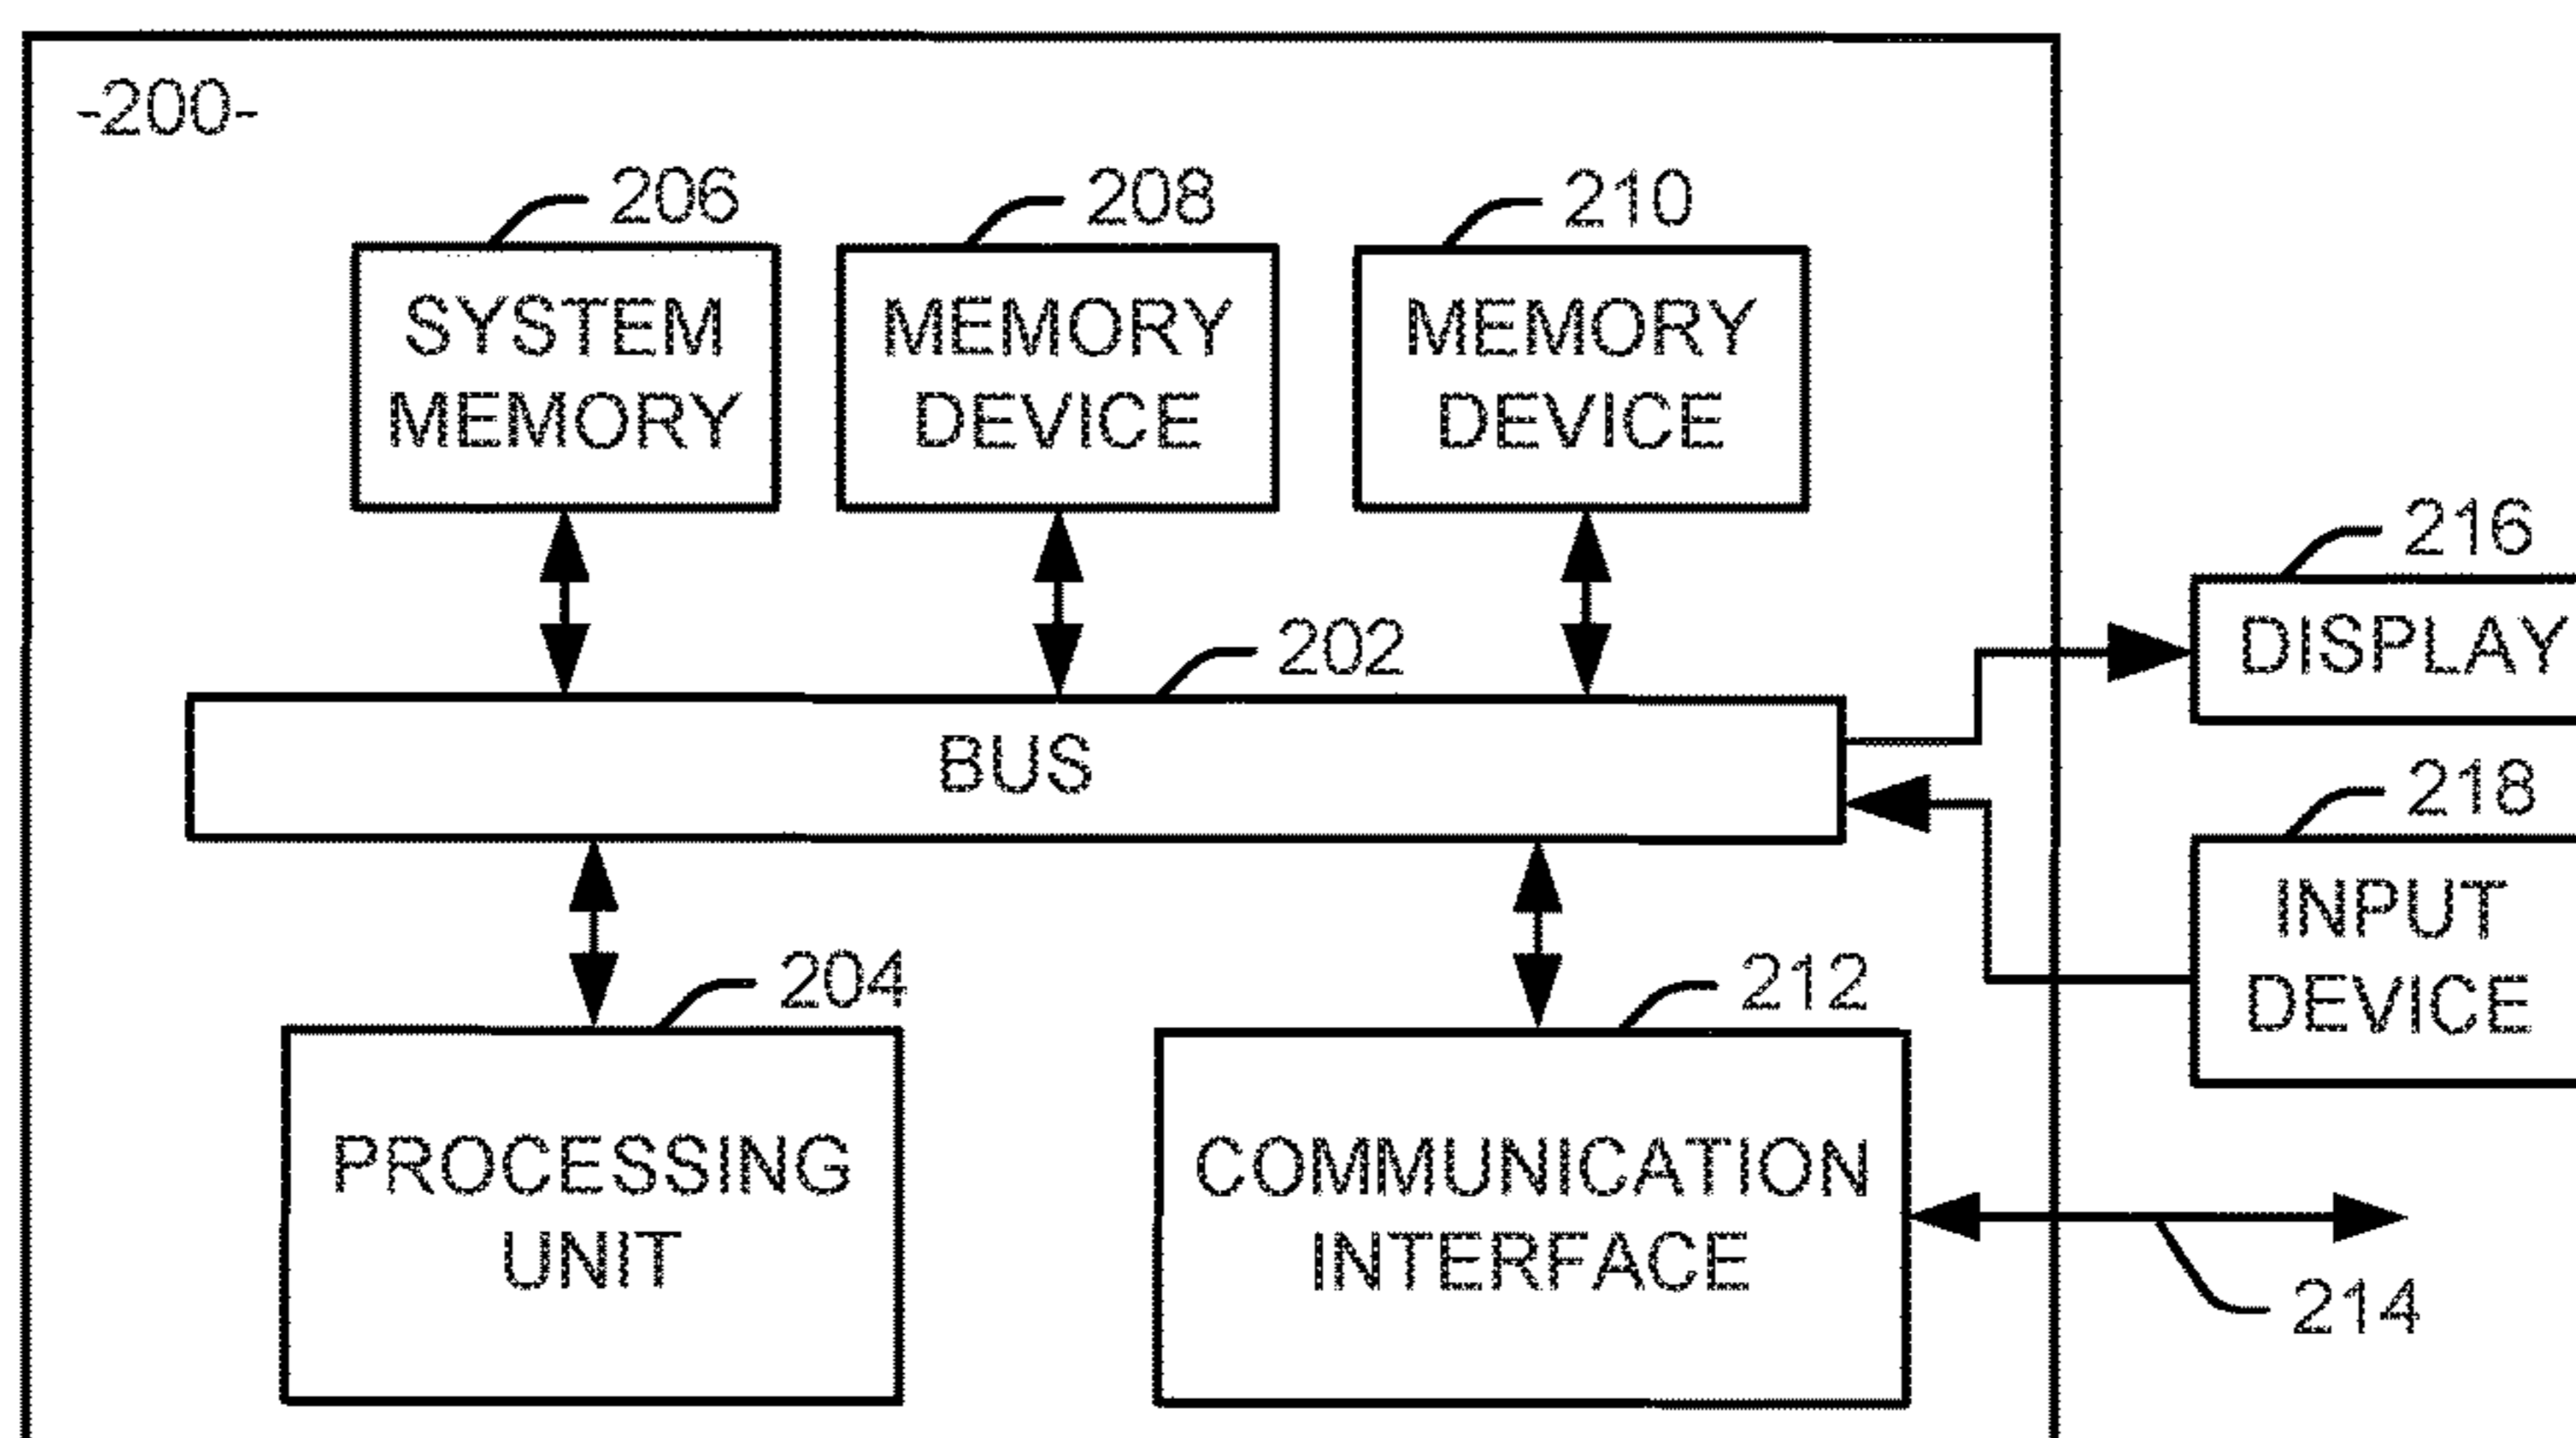 -200-
206
208
210
SYSTEM
MEMORY
MEMORY
DEVICE
MEMORY
DEVICE
216
DISPLAY
202
BUS
218
INPUT
DEVICE
204
212
PROCESSING
UNIT
COMMUNICATION
INTERFACE
214